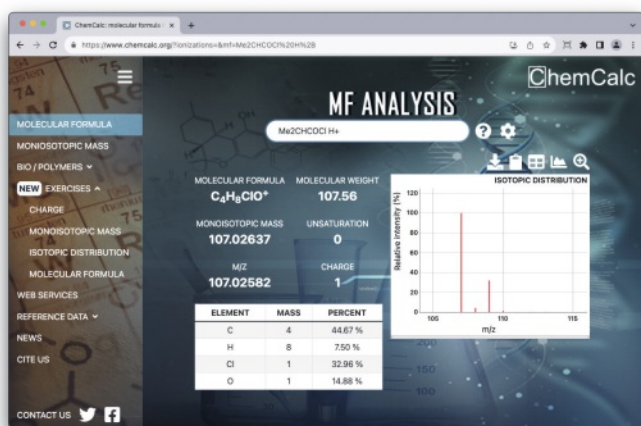 ChemCalc: molecular formula
https://www.chemcalc.org/?ionizations=&mf=Me2CHCOCl%20H%2B
ChemCalc
MF ANALYSIS
Me2CHCOCl H+
MOLECULAR FORMULA
MONIOSOTOPIC MASS
BIO / POLYMERS
NEW EXERCISES
CHARGE
MONOISOTOPIC MASS
ISOTOPIC DISTRIBUTION
MOLECULAR FORMULA
WEB SERVICES
REFERENCE DATA
NEWS
CITE US
CONTACT US
MOLECULAR FORMULA MOLECULAR WEIGHT
C₄H₈ClO⁺ 107.56
MONOISOTOPIC MASS UNSATURATION
107.02637 0
M/Z CHARGE
107.02582 1
ELEMENT MASS PERCENT
C 4 44.67 %
H 8 7.50 %
Cl 1 32.96 %
O 1 14.88 %
ISOTOPIC DISTRIBUTION
Relative intensity (%)
120
100
80
60
40
20
0
105 110 115
m/z